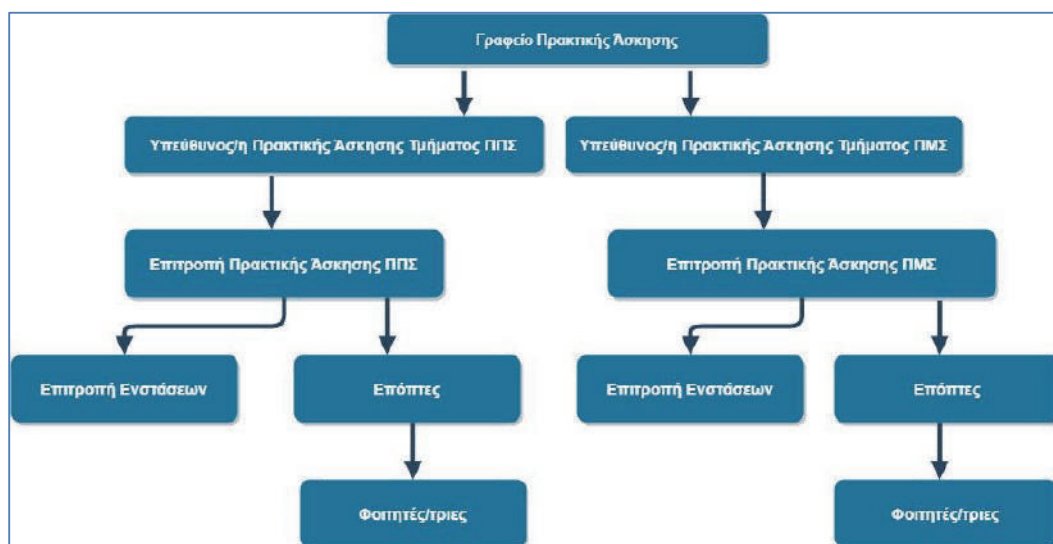 Γραφείο Πρακτικής Άσκησης
Υπεύθυνος/η Πρακτικής Άσκησης Τμήματος ΠΠΣ
Υπεύθυνος/η Πρακτικής Άσκησης Τμήματος ΠΜΣ
Επιτροπή Πρακτικής Άσκησης ΠΠΣ
Επιτροπή Πρακτικής Άσκησης ΠΜΣ
Επιτροπή Ενστάσεων
Επόπτες
Επιτροπή Ενστάσεων
Επόπτες
Φοιτητές/τριες
Φοιτητές/τριες